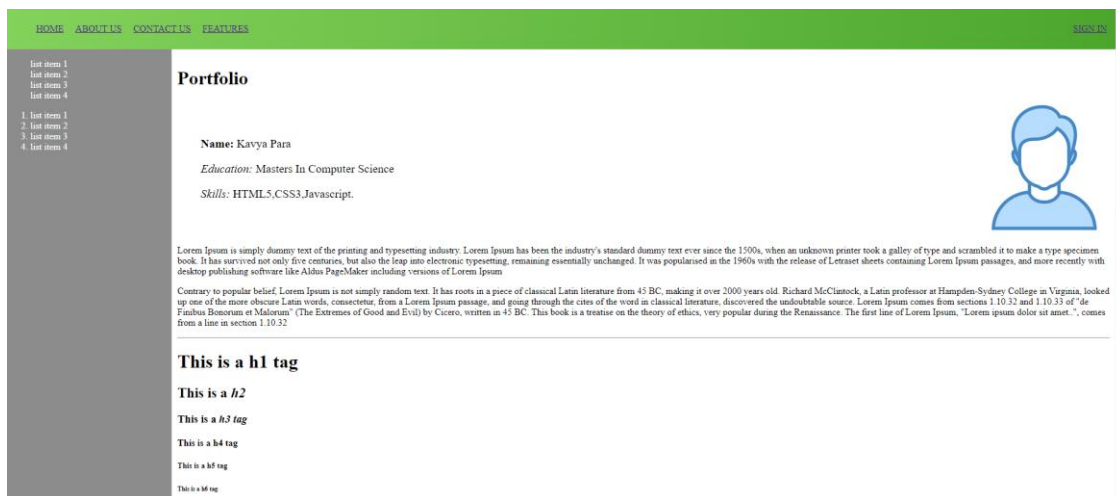 HOME ABOUT US CONTACT US FEATURES SIGN IN
list item 1
list item 2
list item 3
list item 4
1. list item 1
2. list item 2
3. list item 3
4. list item 4
Portfolio
Name: Kavya Para
Education: Masters In Computer Science
Skills: HTML5,CSS3,Javascript.
Lorem Ipsum is simply dummy text of the printing and typesetting industry. Lorem Ipsum has been the industry's standard dummy text ever since the 1500s, when an unknown printer took a galley of type and scrambled it to make a type specimen
book. It has survived not only five centuries, but also the leap into electronic typesetting, remaining essentially unchanged. It was popularised in the 1960s with the release of Letraset sheets containing Lorem Ipsum passages, and more recently with
desktop publishing software like Aldus PageMaker including versions of Lorem Ipsum
Contrary to popular belief, Lorem Ipsum is not simply random text. It has roots in a piece of classical Latin literature from 45 BC, making it over 2000 years old. Richard McClintock, a Latin professor at Hampden-Sydney College in Virginia, looked
up one of the more obscure Latin words, consectetur, from a Lorem Ipsum passage, and going through the cites of the word in classical literature, discovered the undoubtable source. Lorem Ipsum comes from sections 1.10.32 and 1.10.33 of "de
Finibus Bonorum et Malorum" (The Extremes of Good and Evil) by Cicero, written in 45 BC. This book is a treatise on the theory of ethics, very popular during the Renaissance. The first line of Lorem Ipsum, "Lorem ipsum dolor sit amet..", comes
from a line in section 1.10.32
This is a h1 tag
This is a h2
This is a h3 tag
This is a h4 tag
This is a h5 tag
This is a h6 tag